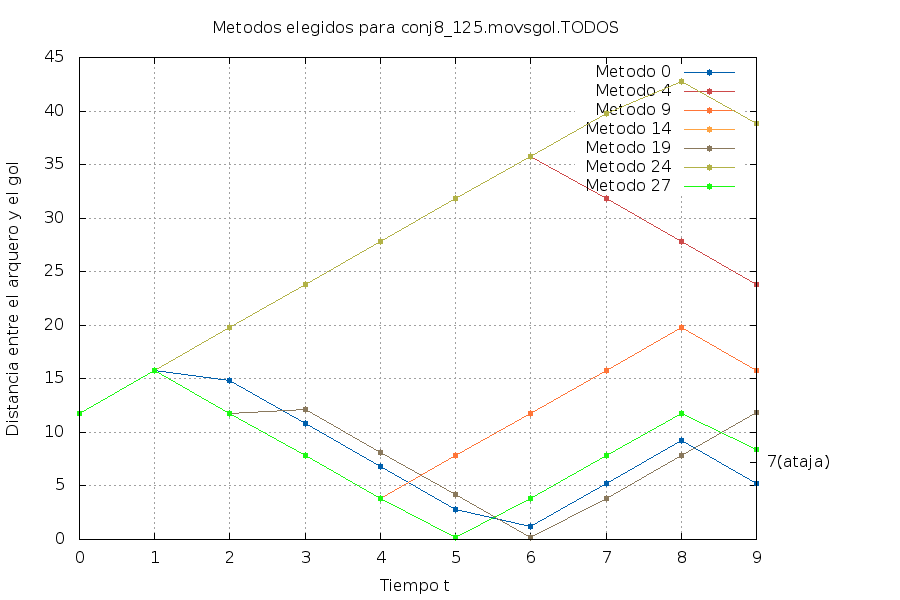 Metodos elegidos para conj8_125.movsgol.TODOS
Distancia entre el arquero y el gol
45
40
35
30
25
20
15
10
5
0
Metodo 0
Metodo 4
Metodo 9
Metodo 14
Metodo 19
Metodo 24
Metodo 27
7(ataja)
0 1 2 3 4 5 6 7 8 9
Tiempo t